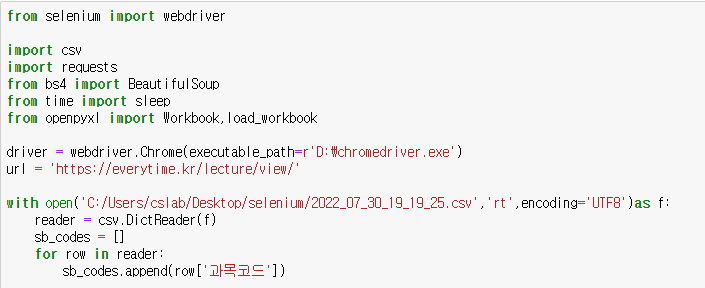 from selenium import webdriver
import csv
import requests
from bs4 import BeautifulSoup
from time import sleep
from openpyxl import Workbook,load_workbook
driver = webdriver.Chrome(executable_path=r'D:₩chromedriver.exe')
url = 'https://everytime.kr/lecture/view/'
with open('C:/Users/cslab/Desktop/selenium/2022_07_30_19_19_25.csv','rt',encoding='UTF8')as f:
    reader = csv.DictReader(f)
    sb_codes = []
    for row in reader:
        sb_codes.append(row['과목코드'])